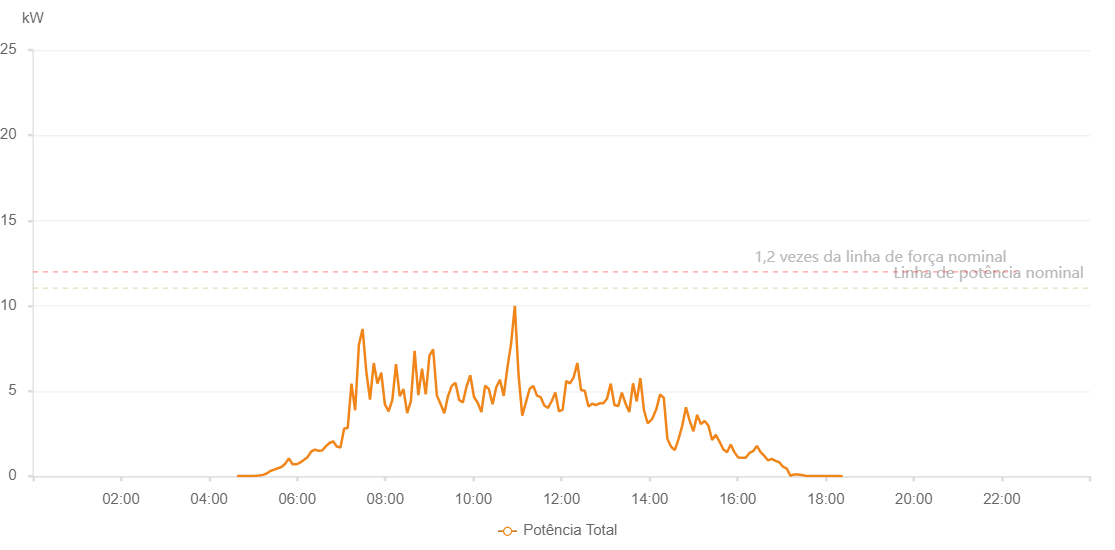 kW
25
20
15
1,2 vezes da linha de força nominal
Linha de potência nominal
10
5
0
02:00 04:00 06:00 08:00 10:00 12:00 14:00 16:00 18:00 20:00 22:00
Potência Total